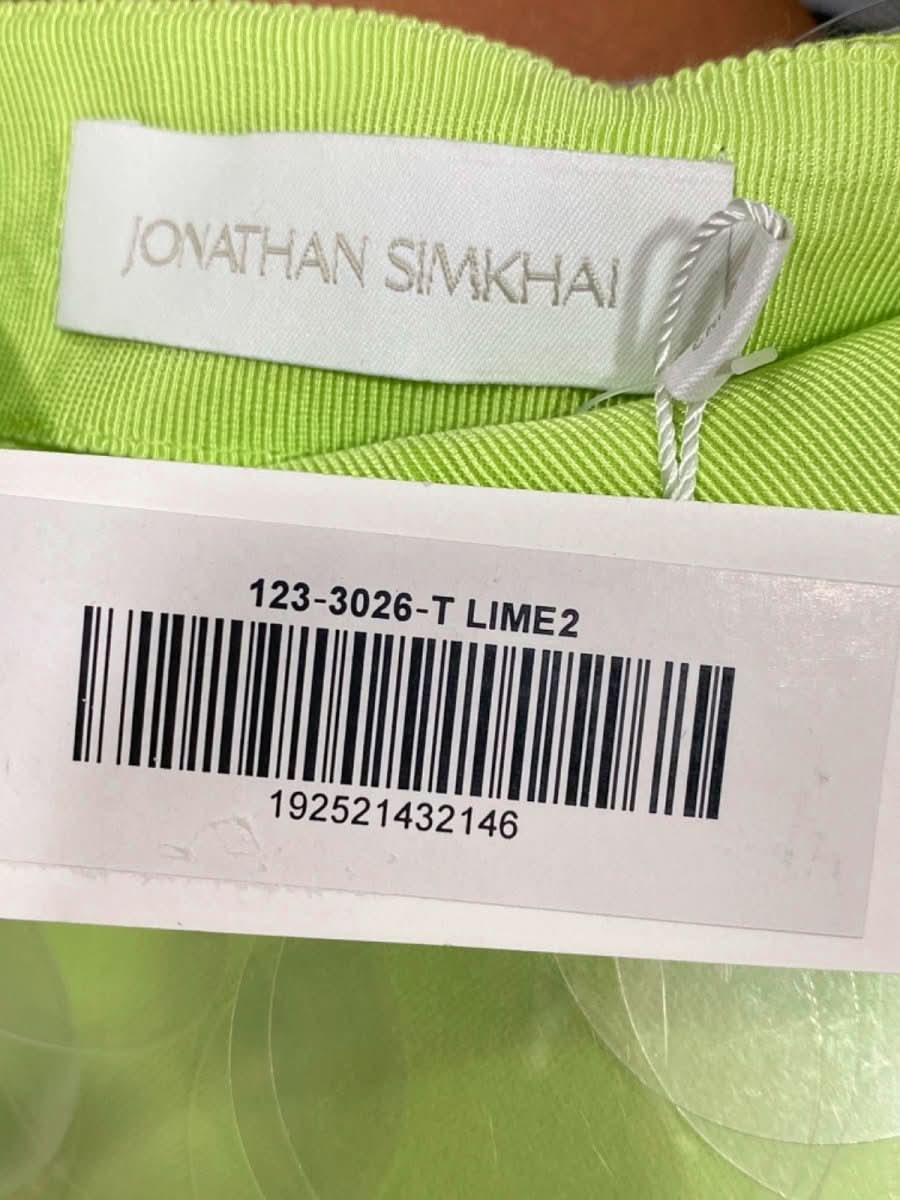 JONATHAN SIMKHAI
123-3026-T LIME2
192521432146